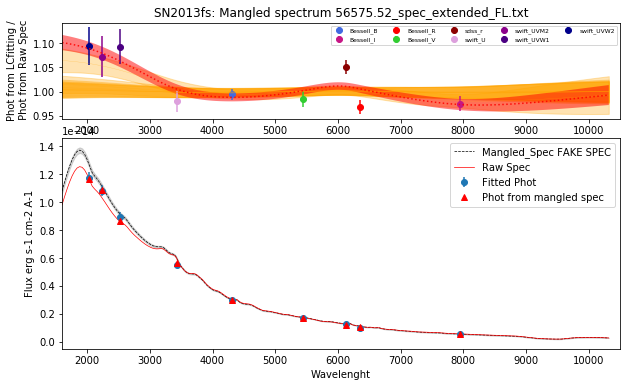 SN2013fs: Mangled spectrum 56575.52_spec_extended_FL.txt
Phot from LCfitting /
Phot from Raw Spec
1.10
1.05
1.00
0.95
Bessell_B Bessell_R sdss_r swift_UVM2 swift_UVW2
Bessell_I Bessell_V swift_U swift_UVW1
2000 3000 4000 5000 6000 7000 8000 9000 10000
1e−14
Flux erg s-1 cm-2 A-1
1.4
1.2
1.0
0.8
0.6
0.4
0.2
0.0
Mangled_Spec FAKE SPEC
Raw Spec
Fitted Phot
Phot from mangled spec
2000 3000 4000 5000 6000 7000 8000 9000 10000
Wavelenght